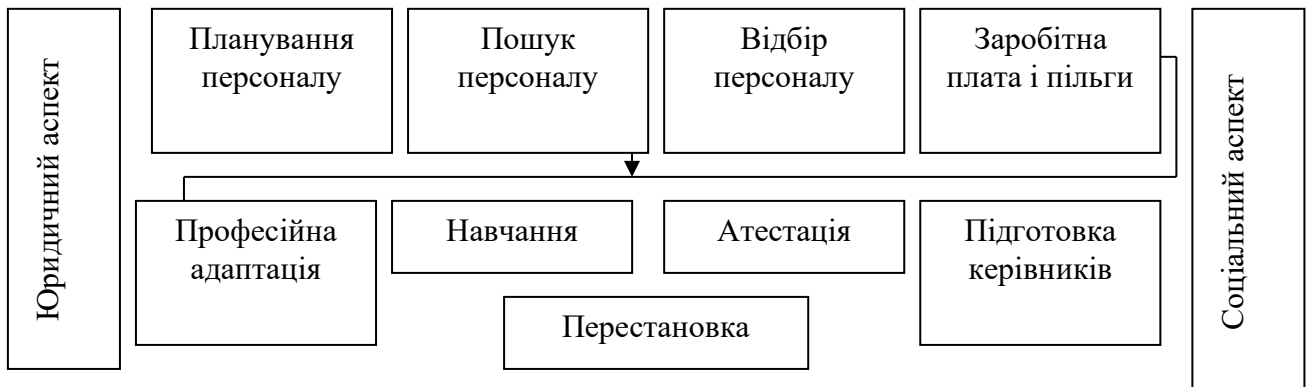 Юридичний аспект
Планування
персоналу
Пошук
персоналу
Відбір
персоналу
Заробітна
плата і пільги
Соціальний аспект
Професійна
адаптація
Навчання
Атестація
Підготовка
керівників
Перестановка